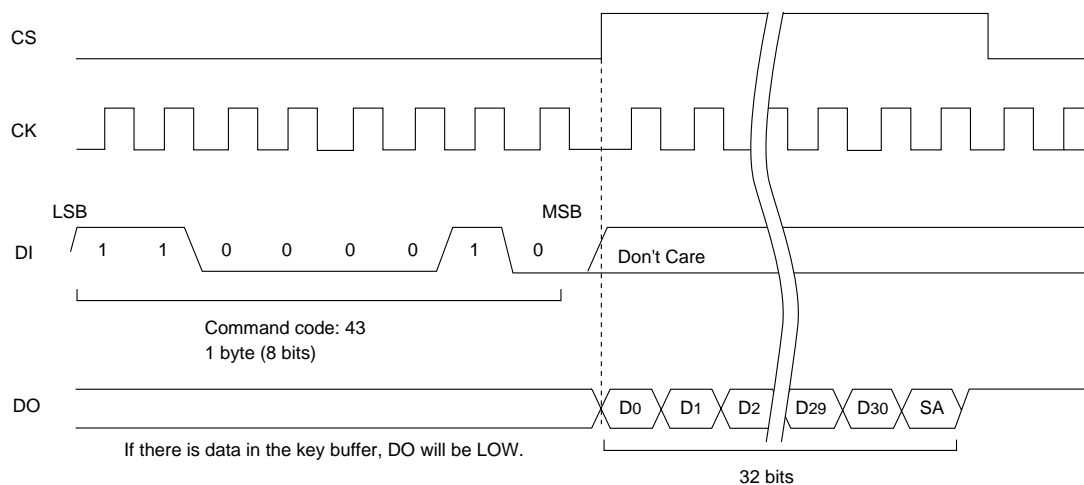 CS
CK
LSB MSB
DI 1 1 0 0 0 0 1 0 Don't Care
Command code: 43
1 byte (8 bits)
DO D0 D1 D2 D29 D30 SA
If there is data in the key buffer, DO will be LOW.
32 bits